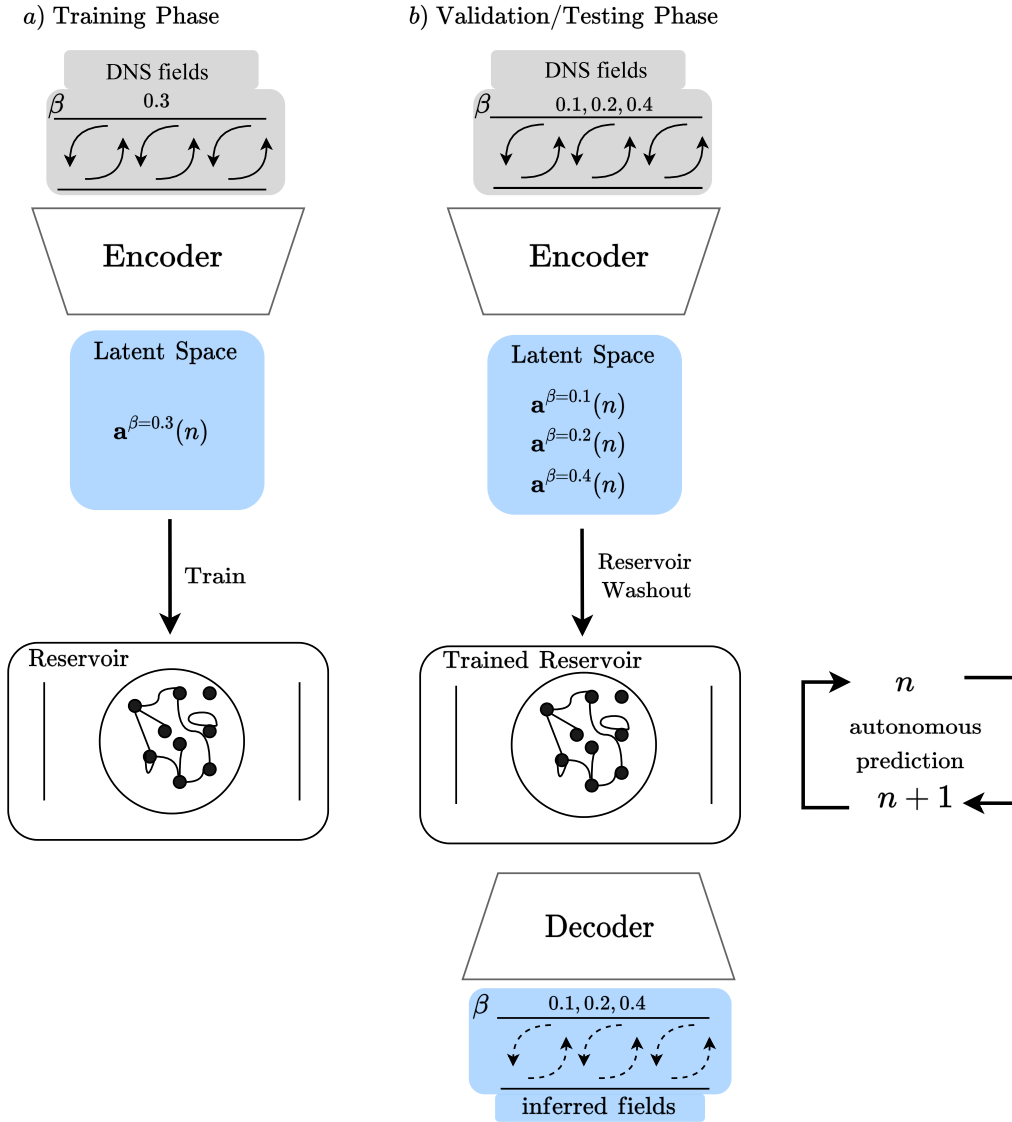 a) Training Phase
DNS fields
β 0.3
Encoder
Latent Space
a^{β=0.3}(n)
Train
Reservoir
b) Validation/Testing Phase
DNS fields
β 0.1, 0.2, 0.4
Encoder
Latent Space
a^{β=0.1}(n)
a^{β=0.2}(n)
a^{β=0.4}(n)
Reservoir
Washout
Trained Reservoir
n
autonomous
prediction
n + 1
Decoder
β 0.1, 0.2, 0.4
inferred fields